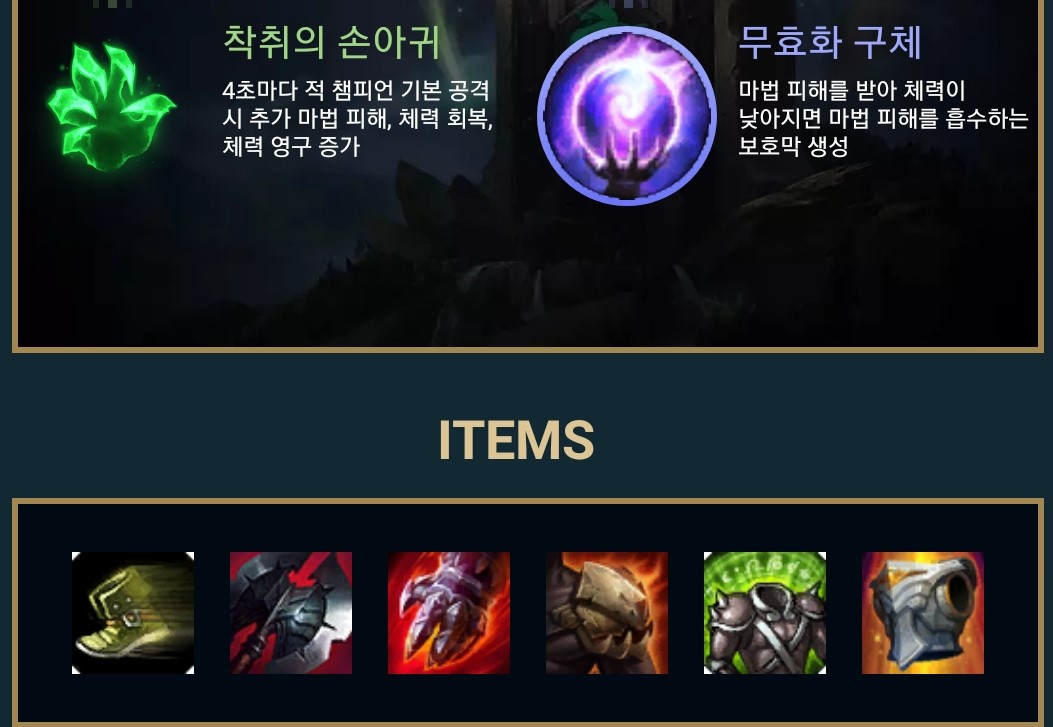 착취의 손아귀
4초마다 적 챔피언 기본 공격
시 추가 마법 피해, 체력 회복,
체력 영구 증가
무효화 구체
마법 피해를 받아 체력이
낮아지면 마법 피해를 흡수하는
보호막 생성
ITEMS